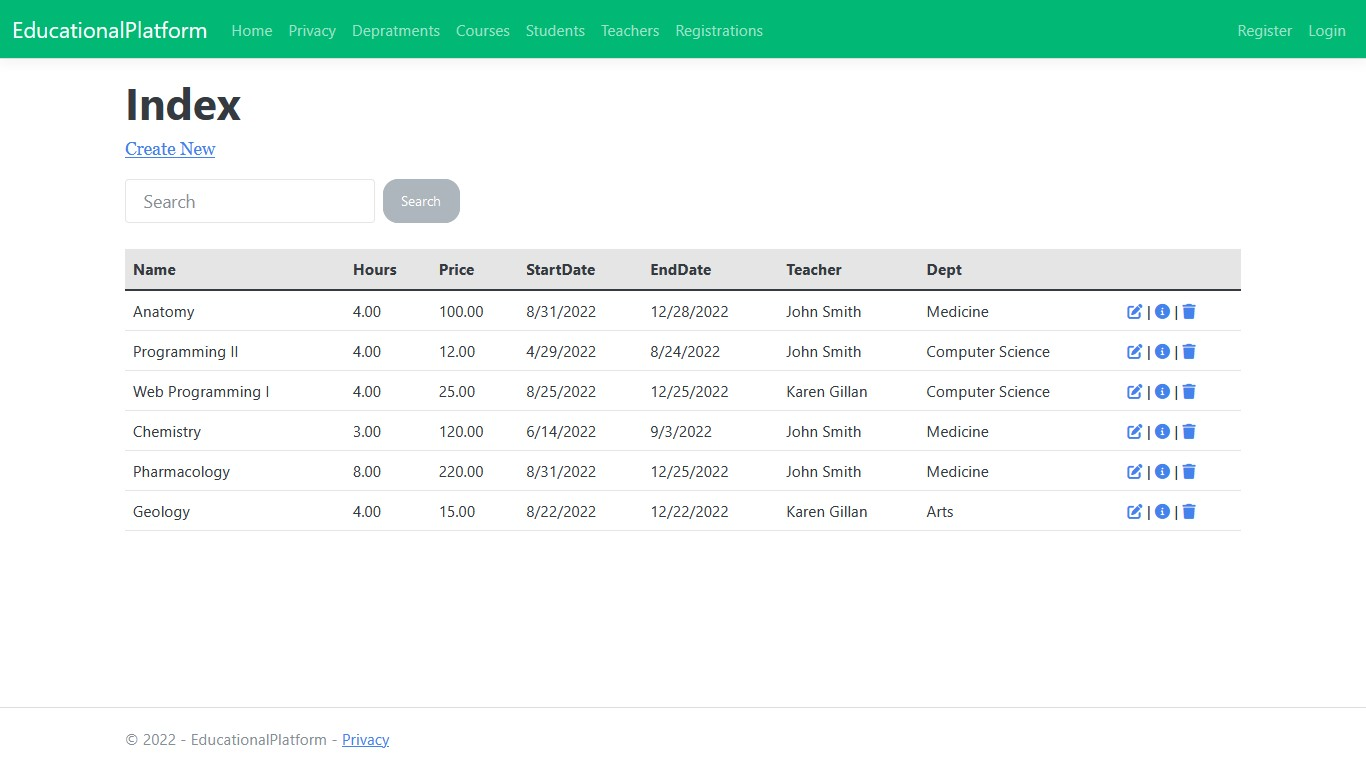 EducationalPlatform Home Privacy Depratments Courses Students Teachers Registrations Register Login
Index
Create New
Search Search
Name Hours Price StartDate EndDate Teacher Dept
Anatomy 4.00 100.00 8/31/2022 12/28/2022 John Smith Medicine | |
Programming II 4.00 12.00 4/29/2022 8/24/2022 John Smith Computer Science | |
Web Programming I 4.00 25.00 8/25/2022 12/25/2022 Karen Gillan Computer Science | |
Chemistry 3.00 120.00 6/14/2022 9/3/2022 John Smith Medicine | |
Pharmacology 8.00 220.00 8/31/2022 12/25/2022 John Smith Medicine | |
Geology 4.00 15.00 8/22/2022 12/22/2022 Karen Gillan Arts | |
© 2022 - EducationalPlatform - Privacy